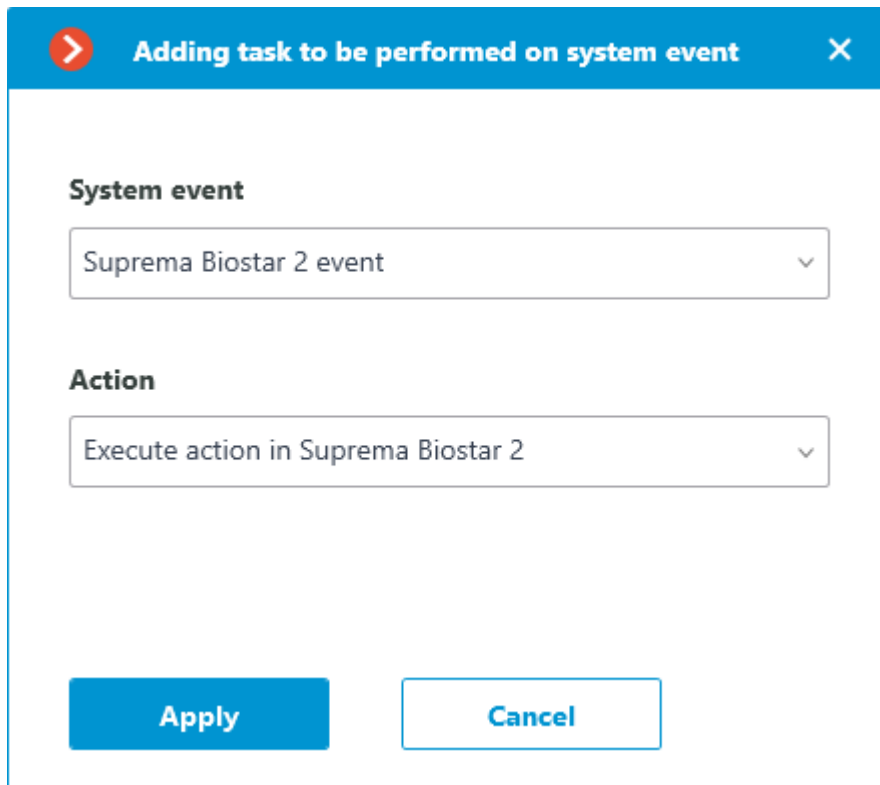 Adding task to be performed on system event
System event
Suprema Biostar 2 event
Action
Execute action in Suprema Biostar 2
Apply
Cancel